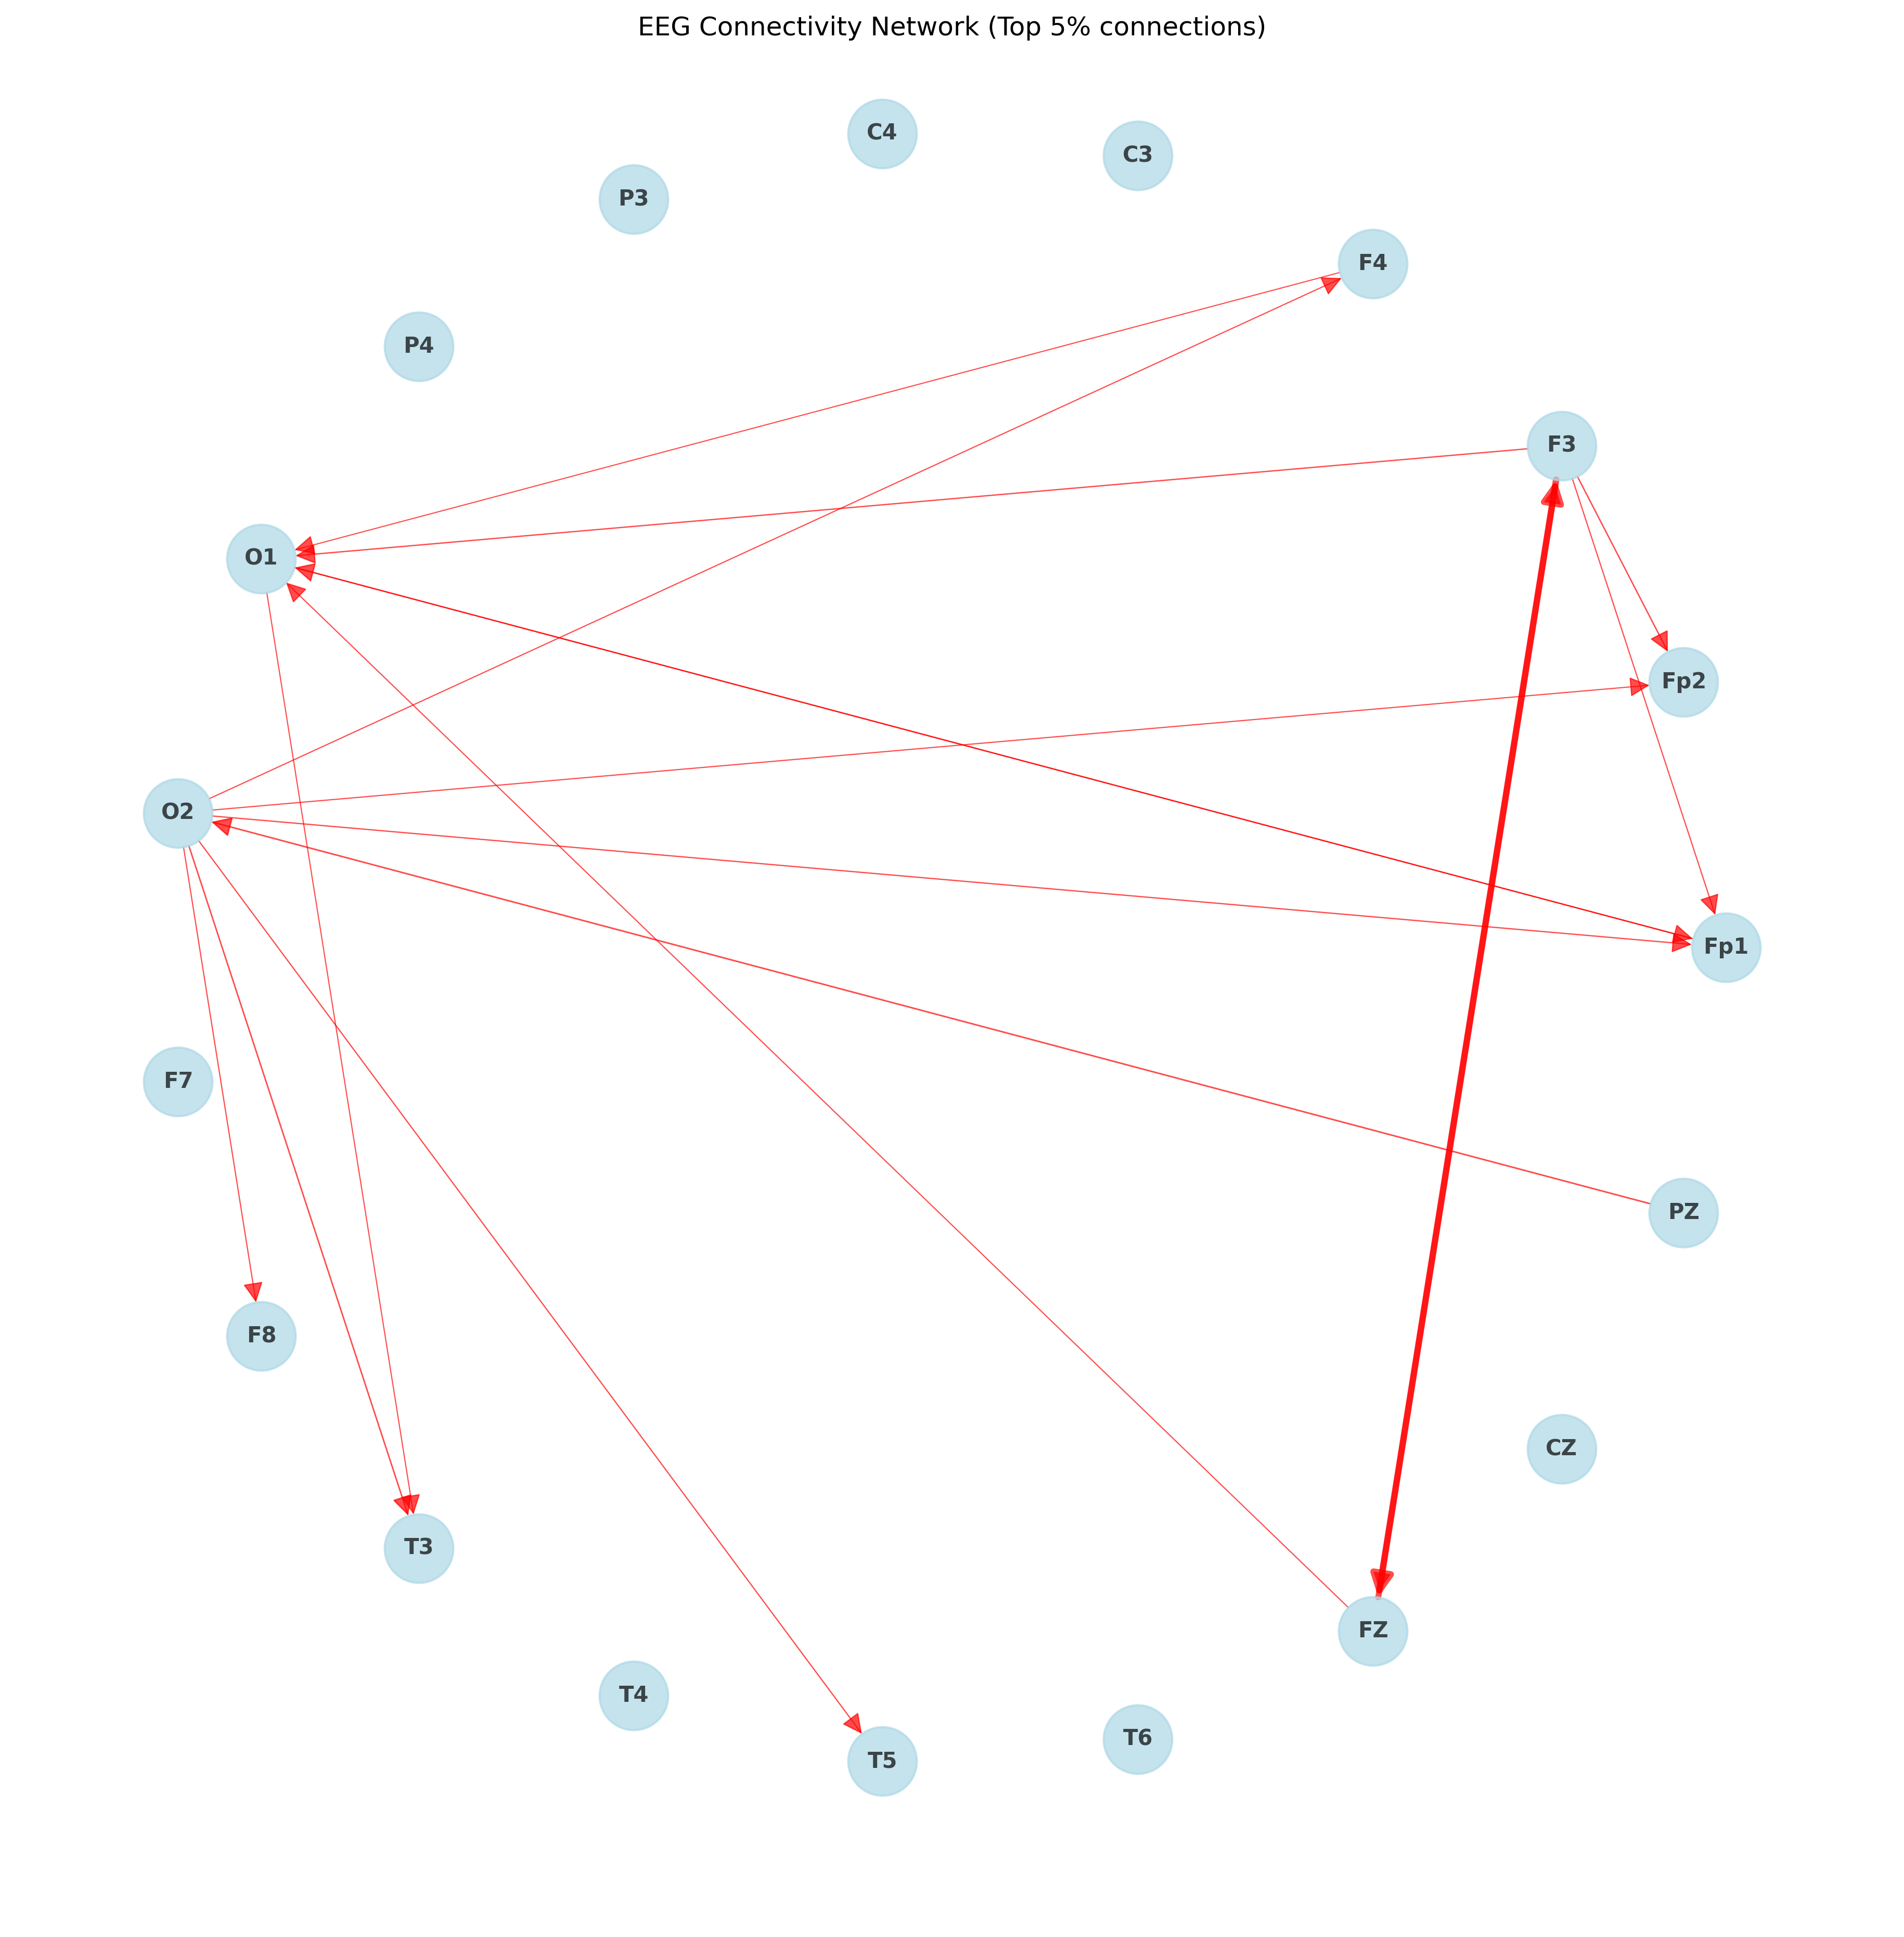 EEG Connectivity Network (Top 5% connections)
C4
C3
P3
F4
P4
F3
O1
Fp2
O2
Fp1
F7
PZ
F8
CZ
T3
FZ
T4
T6
T5